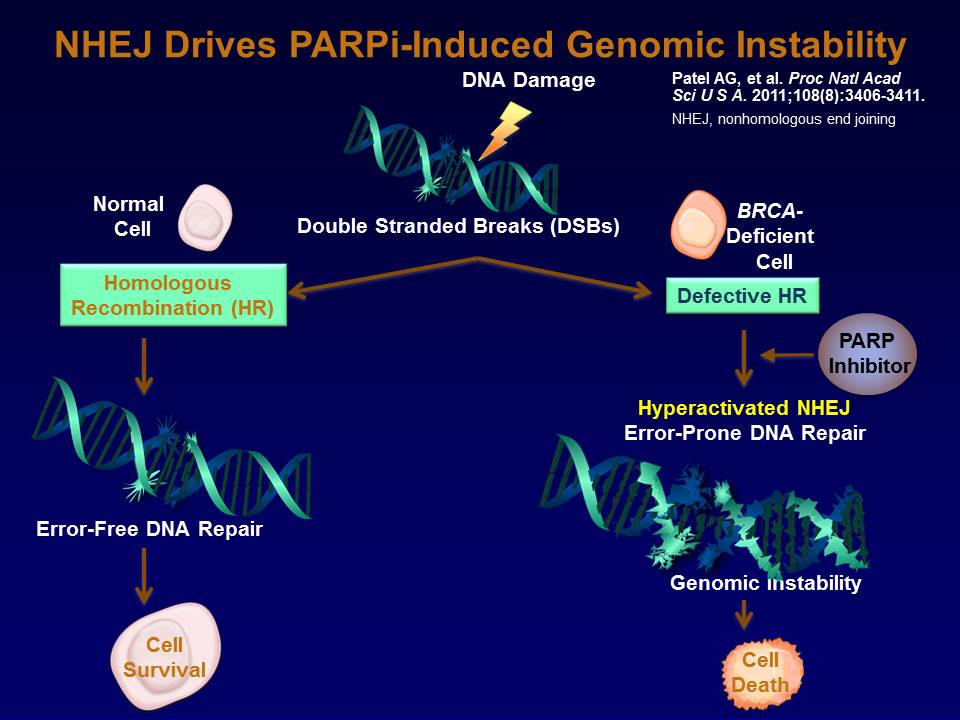 NHEJ Drives PARPi-Induced Genomic Instability
DNA Damage
Patel AG, et al. Proc Natl Acad
Sci U S A. 2011;108(8):3406-3411.
NHEJ, nonhomologous end joining
Normal
Cell
Double Stranded Breaks (DSBs)
BRCA-
Deficient
Cell
Homologous
Recombination (HR)
Defective HR
PARP
Inhibitor
Hyperactivated NHEJ
Error-Prone DNA Repair
Error-Free DNA Repair
Genomic Instability
Cell
Survival
Cell
Death